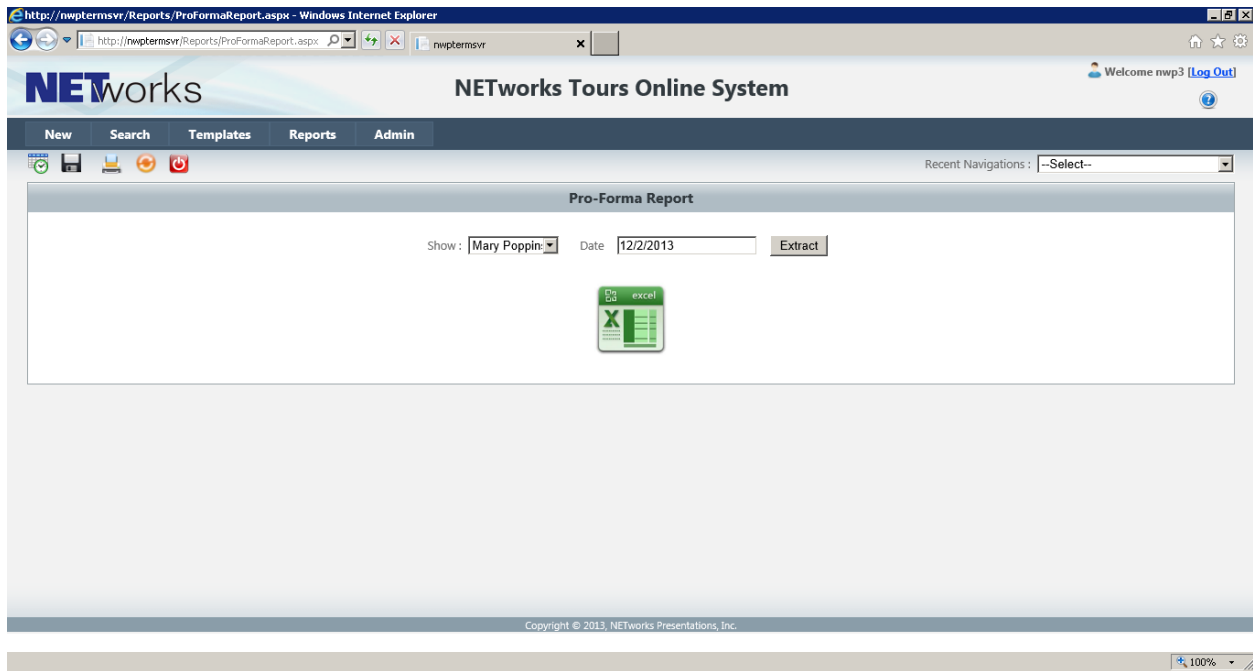 http://nwptermsvr/Reports/ProFormaReport.aspx - Windows Internet Explorer
http://nwptermsvr/Reports/ProFormaReport.aspx nwptermsvr
NETworks NETworks Tours Online System Welcome nwp3 [Log Out]
New Search Templates Reports Admin
Recent Navigations : --Select--
Pro-Forma Report
Show : Mary Poppin Date 12/2/2013 Extract
excel
X
Copyright © 2013, NETworks Presentations, Inc.
100%